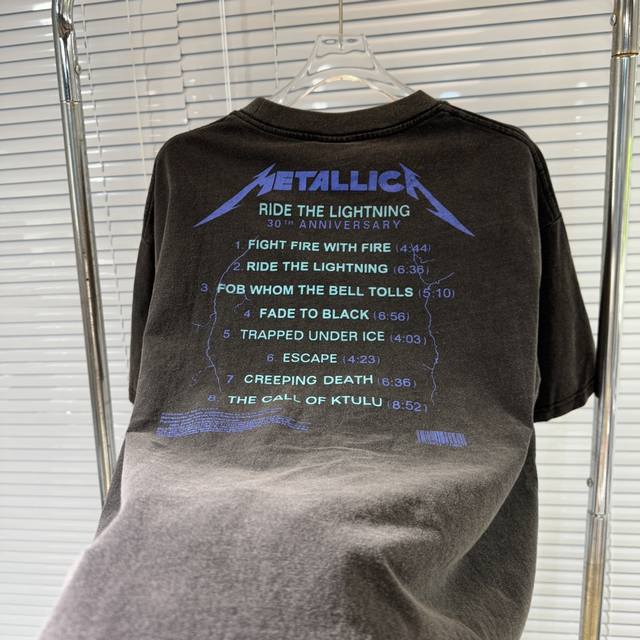 METALLICA
RIDE THE LIGHTNING
30TH ANNIVERSARY
1. FIGHT FIRE WITH FIRE (4:44)
2. RIDE THE LIGHTNING (6:36)
3 FOB WHOM THE BELL TOLLS (5:10)
4 FADE TO BLACK (6:56)
5 TRAPPED UNDER ICE (4:03)
6 ESCAPE (4:23)
7 CREEPING DEATH (6:36)
8 THE CALL OF KTULU (8:52)